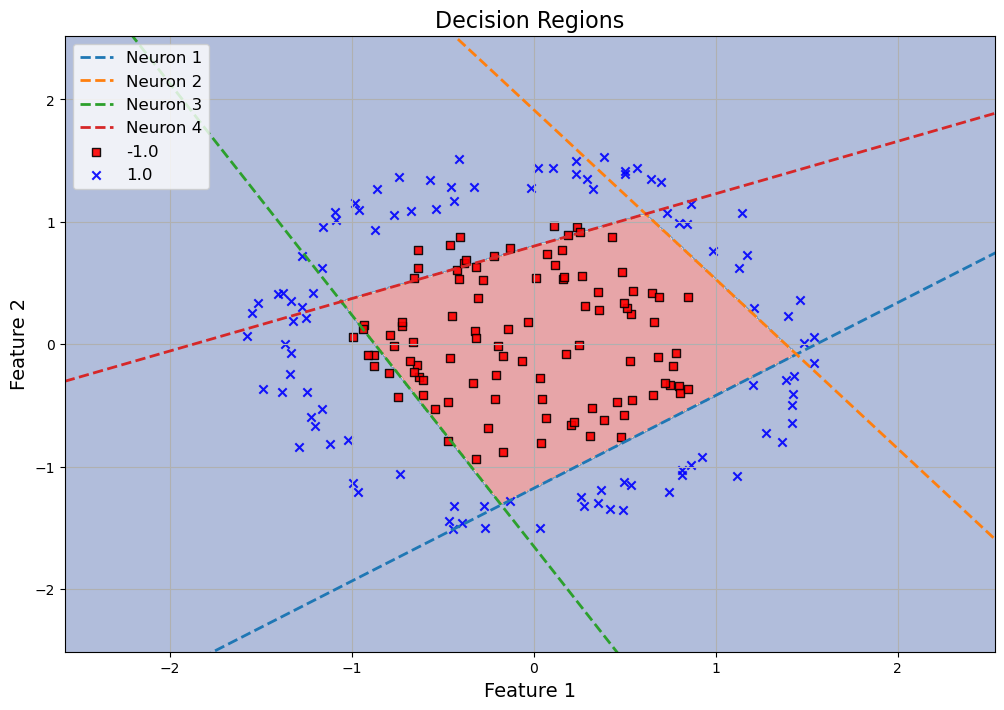 Decision Regions
Neuron 1
Neuron 2
Neuron 3
Neuron 4
-1.0
1.0
2
1
0
−1
−2
Feature 2
−2
−1
0
1
2
Feature 1